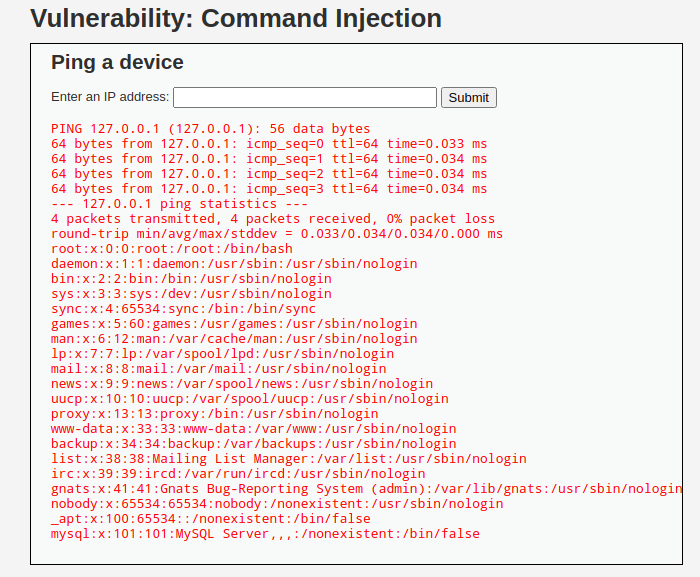 Vulnerability: Command Injection
Ping a device
Enter an IP address: Submit
PING 127.0.0.1 (127.0.0.1): 56 data bytes
64 bytes from 127.0.0.1: icmp_seq=0 ttl=64 time=0.033 ms
64 bytes from 127.0.0.1: icmp_seq=1 ttl=64 time=0.034 ms
64 bytes from 127.0.0.1: icmp_seq=2 ttl=64 time=0.034 ms
64 bytes from 127.0.0.1: icmp_seq=3 ttl=64 time=0.034 ms
--- 127.0.0.1 ping statistics ---
4 packets transmitted, 4 packets received, 0% packet loss
round-trip min/avg/max/stddev = 0.033/0.034/0.034/0.000 ms
root:x:0:0:root:/root:/bin/bash
daemon:x:1:1:daemon:/usr/sbin:/usr/sbin/nologin
bin:x:2:2:bin:/bin:/usr/sbin/nologin
sys:x:3:3:sys:/dev:/usr/sbin/nologin
sync:x:4:65534:sync:/bin:/bin/sync
games:x:5:60:games:/usr/games:/usr/sbin/nologin
man:x:6:12:man:/var/cache/man:/usr/sbin/nologin
lp:x:7:7:lp:/var/spool/lpd:/usr/sbin/nologin
mail:x:8:8:mail:/var/mail:/usr/sbin/nologin
news:x:9:9:news:/var/spool/news:/usr/sbin/nologin
uucp:x:10:10:uucp:/var/spool/uucp:/usr/sbin/nologin
proxy:x:13:13:proxy:/bin:/usr/sbin/nologin
www-data:x:33:33:www-data:/var/www:/usr/sbin/nologin
backup:x:34:34:backup:/var/backups:/usr/sbin/nologin
list:x:38:38:Mailing List Manager:/var/list:/usr/sbin/nologin
irc:x:39:39:ircd:/var/run/ircd:/usr/sbin/nologin
gnats:x:41:41:Gnats Bug-Reporting System (admin):/var/lib/gnats:/usr/sbin/nologin
nobody:x:65534:65534:nobody:/nonexistent:/usr/sbin/nologin
_apt:x:100:65534::/nonexistent:/bin/false
mysql:x:101:101:MySQL Server,,,:/nonexistent:/bin/false